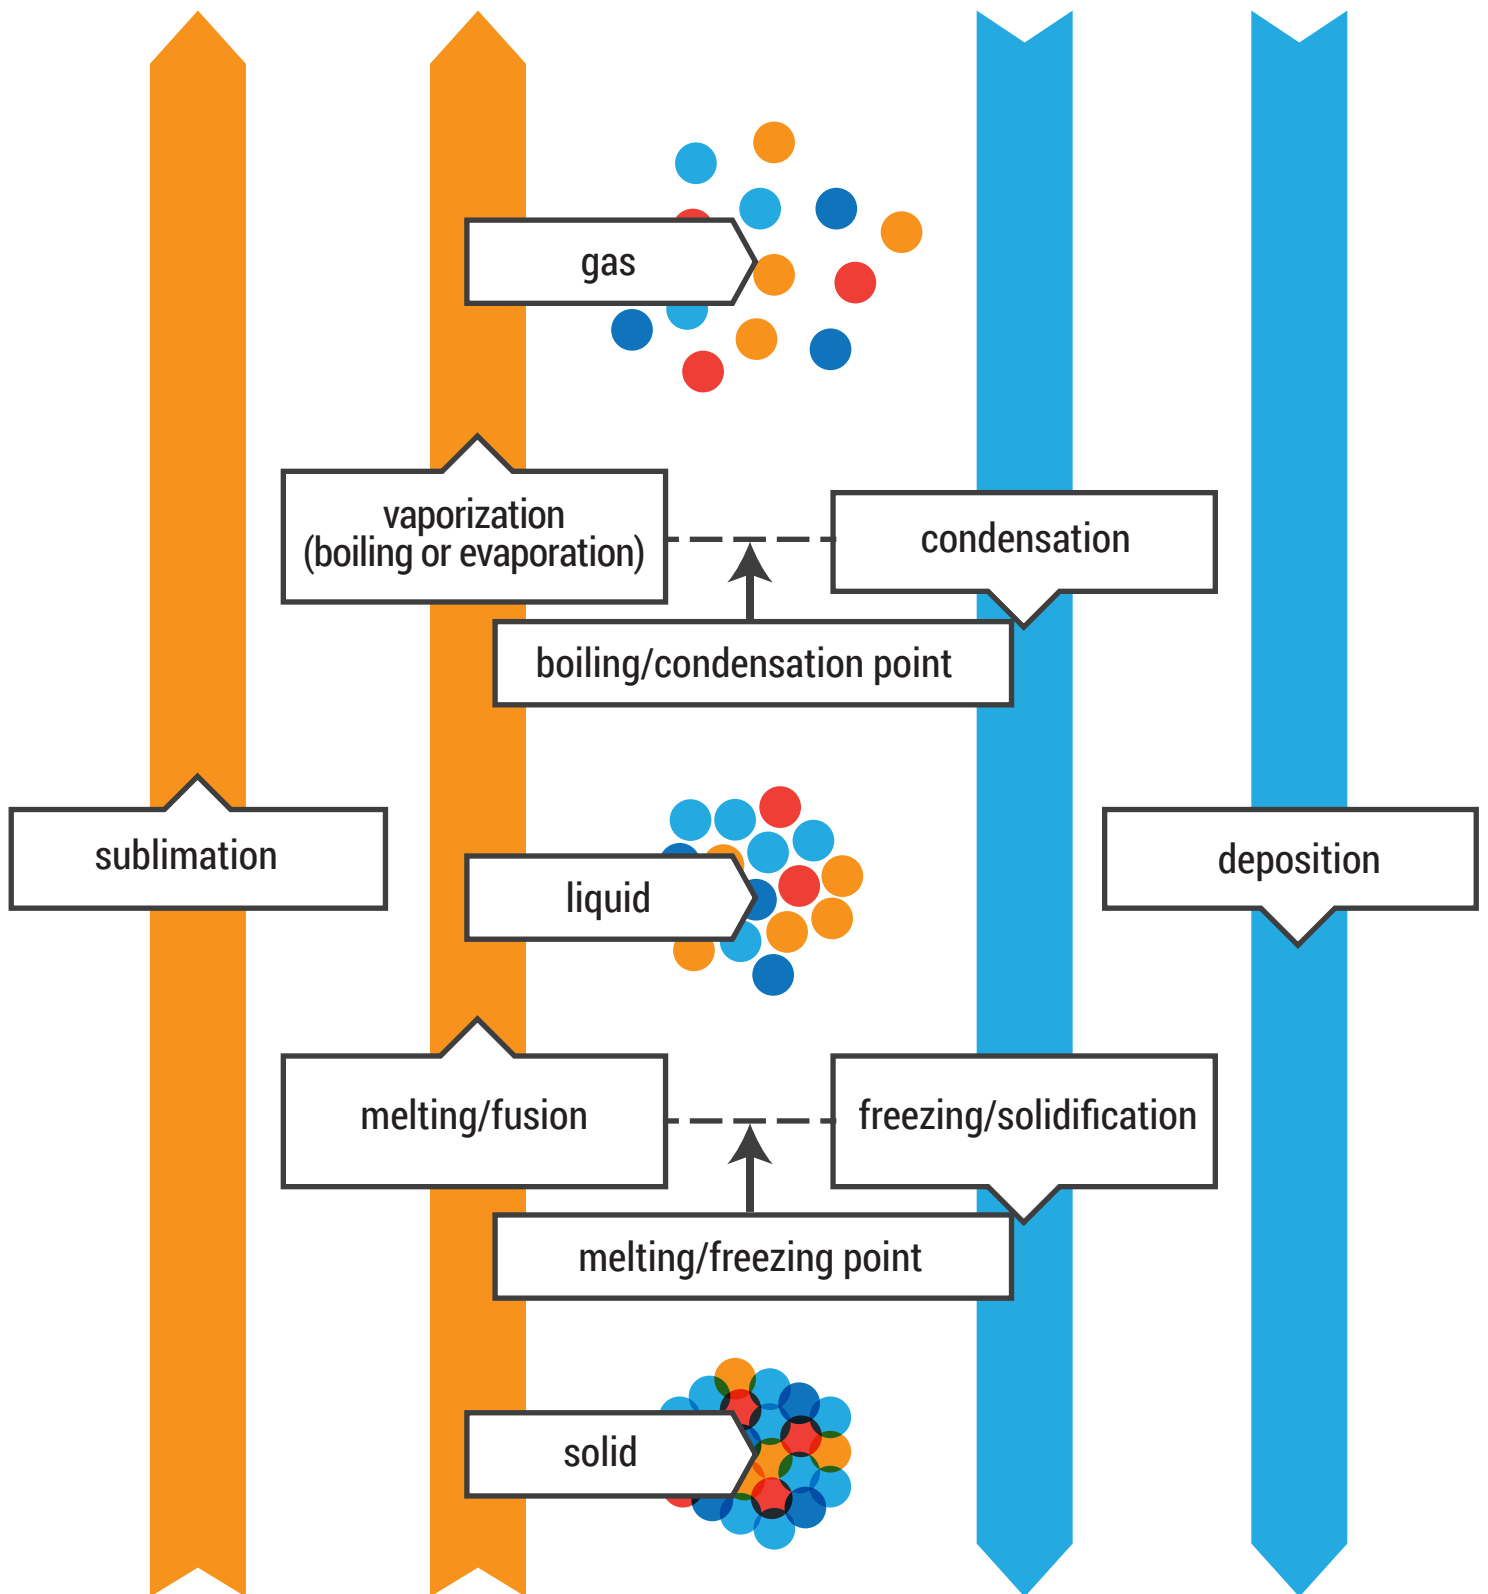 gas
vaporization
(boiling or evaporation)
condensation
boiling/condensation point
sublimation
liquid
deposition
melting/fusion
freezing/solidification
melting/freezing point
solid